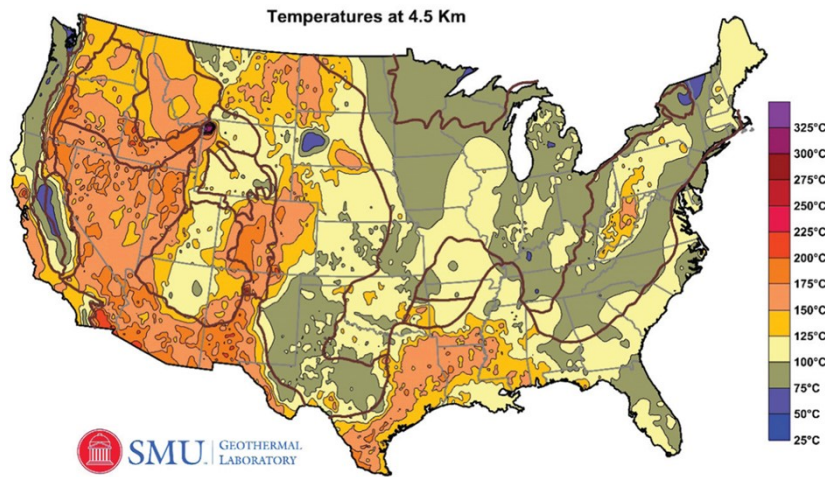 Temperatures at 4.5 Km
325°C
300°C
275°C
250°C
225°C
200°C
175°C
150°C
125°C
100°C
75°C
50°C
25°C
SMU. GEOTHERMAL
LABORATORY